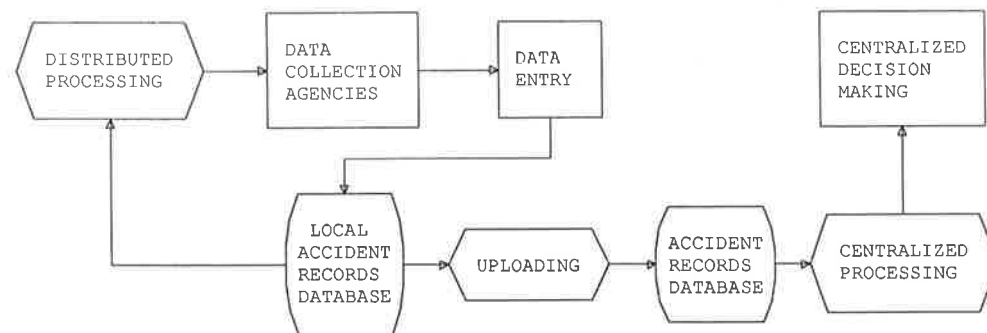 DISTRIBUTED
PROCESSING
DATA
COLLECTION
AGENCIES
DATA
ENTRY
CENTRALIZED
DECISION
MAKING
LOCAL
ACCIDENT
RECORDS
DATABASE
UPLOADING
ACCIDENT
RECORDS
DATABASE
CENTRALIZED
PROCESSING